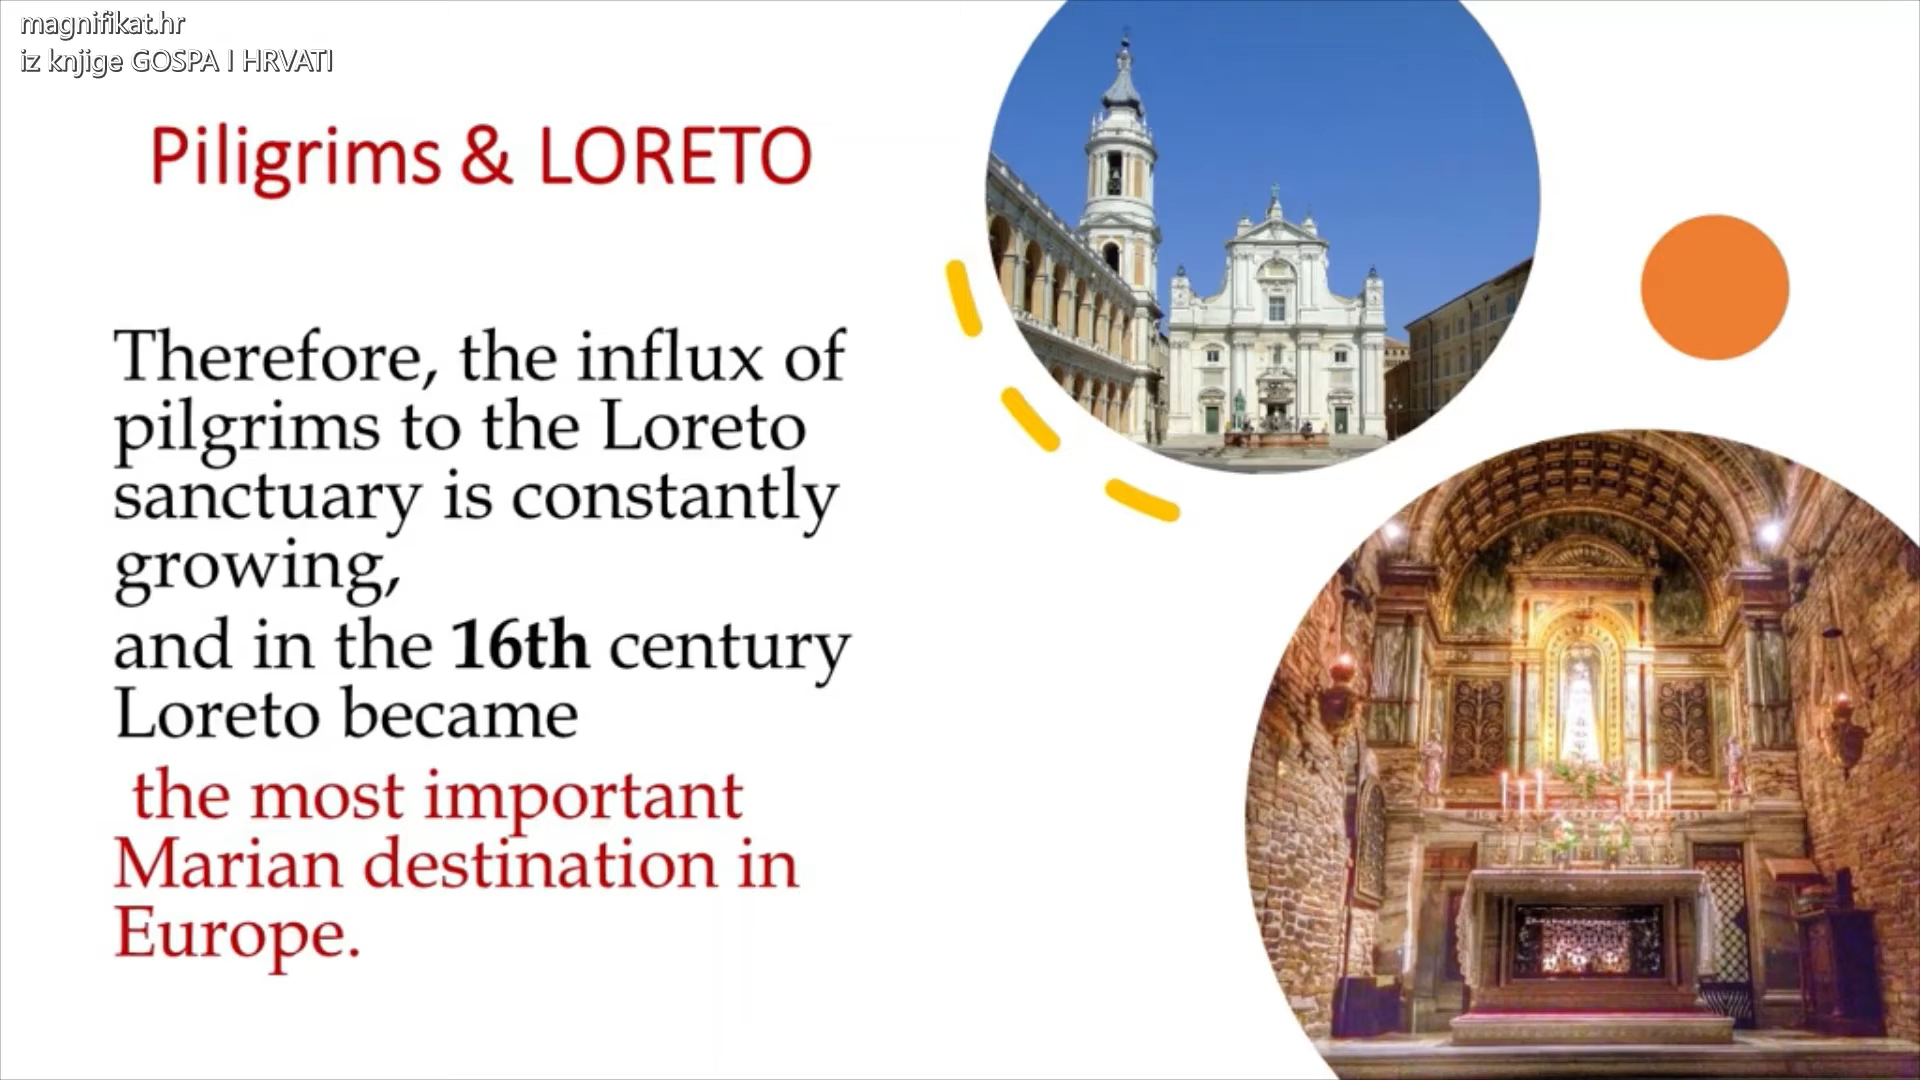 magnifikat.hr
iz knjige GOSPA I HRVATI
Piligrims & LORETO
Therefore, the influx of
pilgrims to the Loreto
sanctuary is constantly
growing,
and in the 16th century
Loreto became
the most important
Marian destination in
Europe.